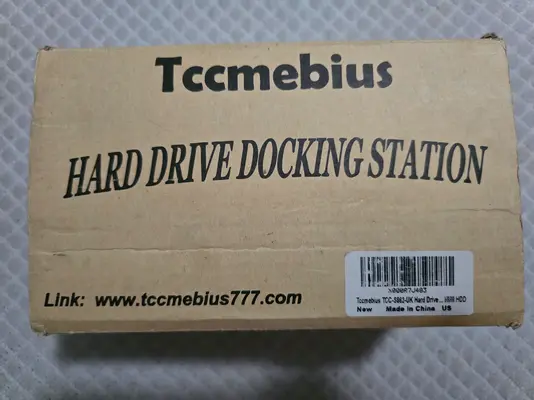 Tccmebius
HARD DRIVE DOCKING STATION
Link: www.tccmebius777.com
X000R7J463
Tccmebius TCC-S862-UK Hard Drive... HDD
New Made in China US